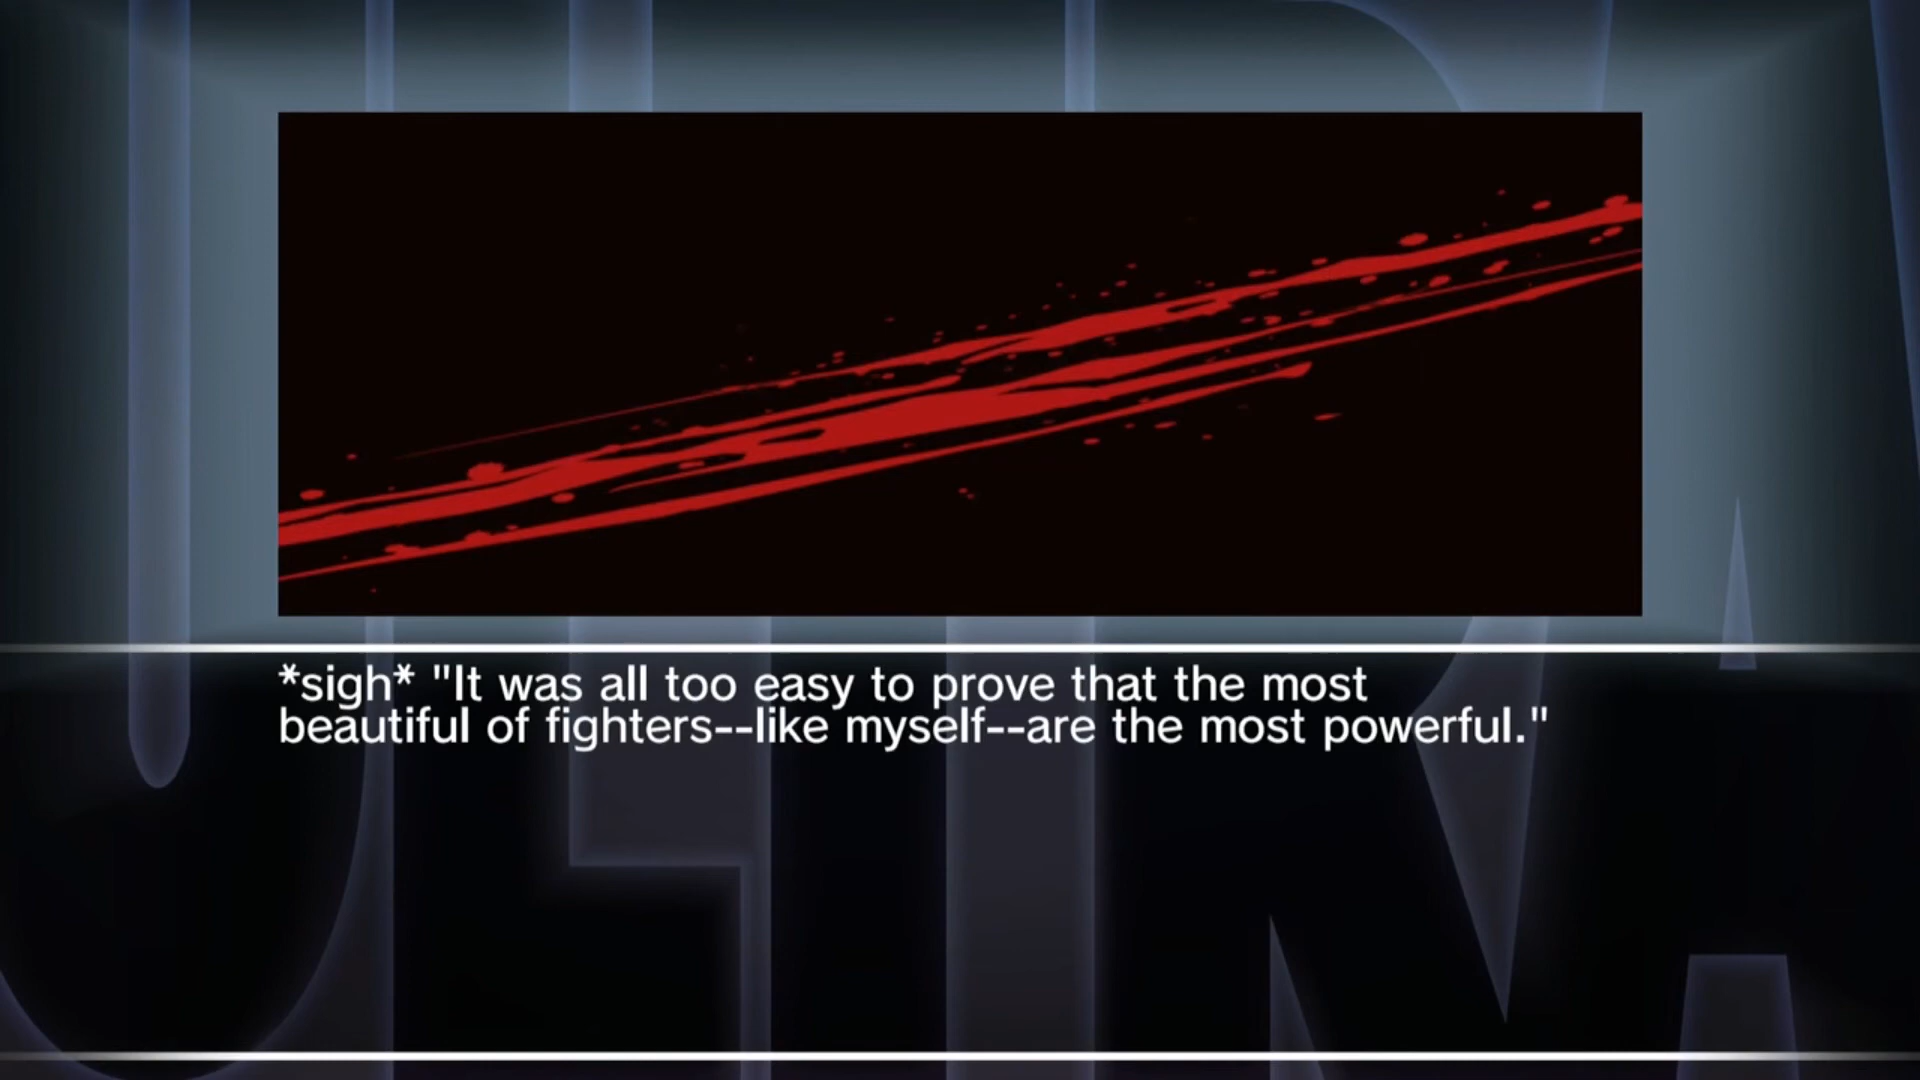 ULTRA
*sigh* "It was all too easy to prove that the most
beautiful of fighters--like myself--are the most powerful."